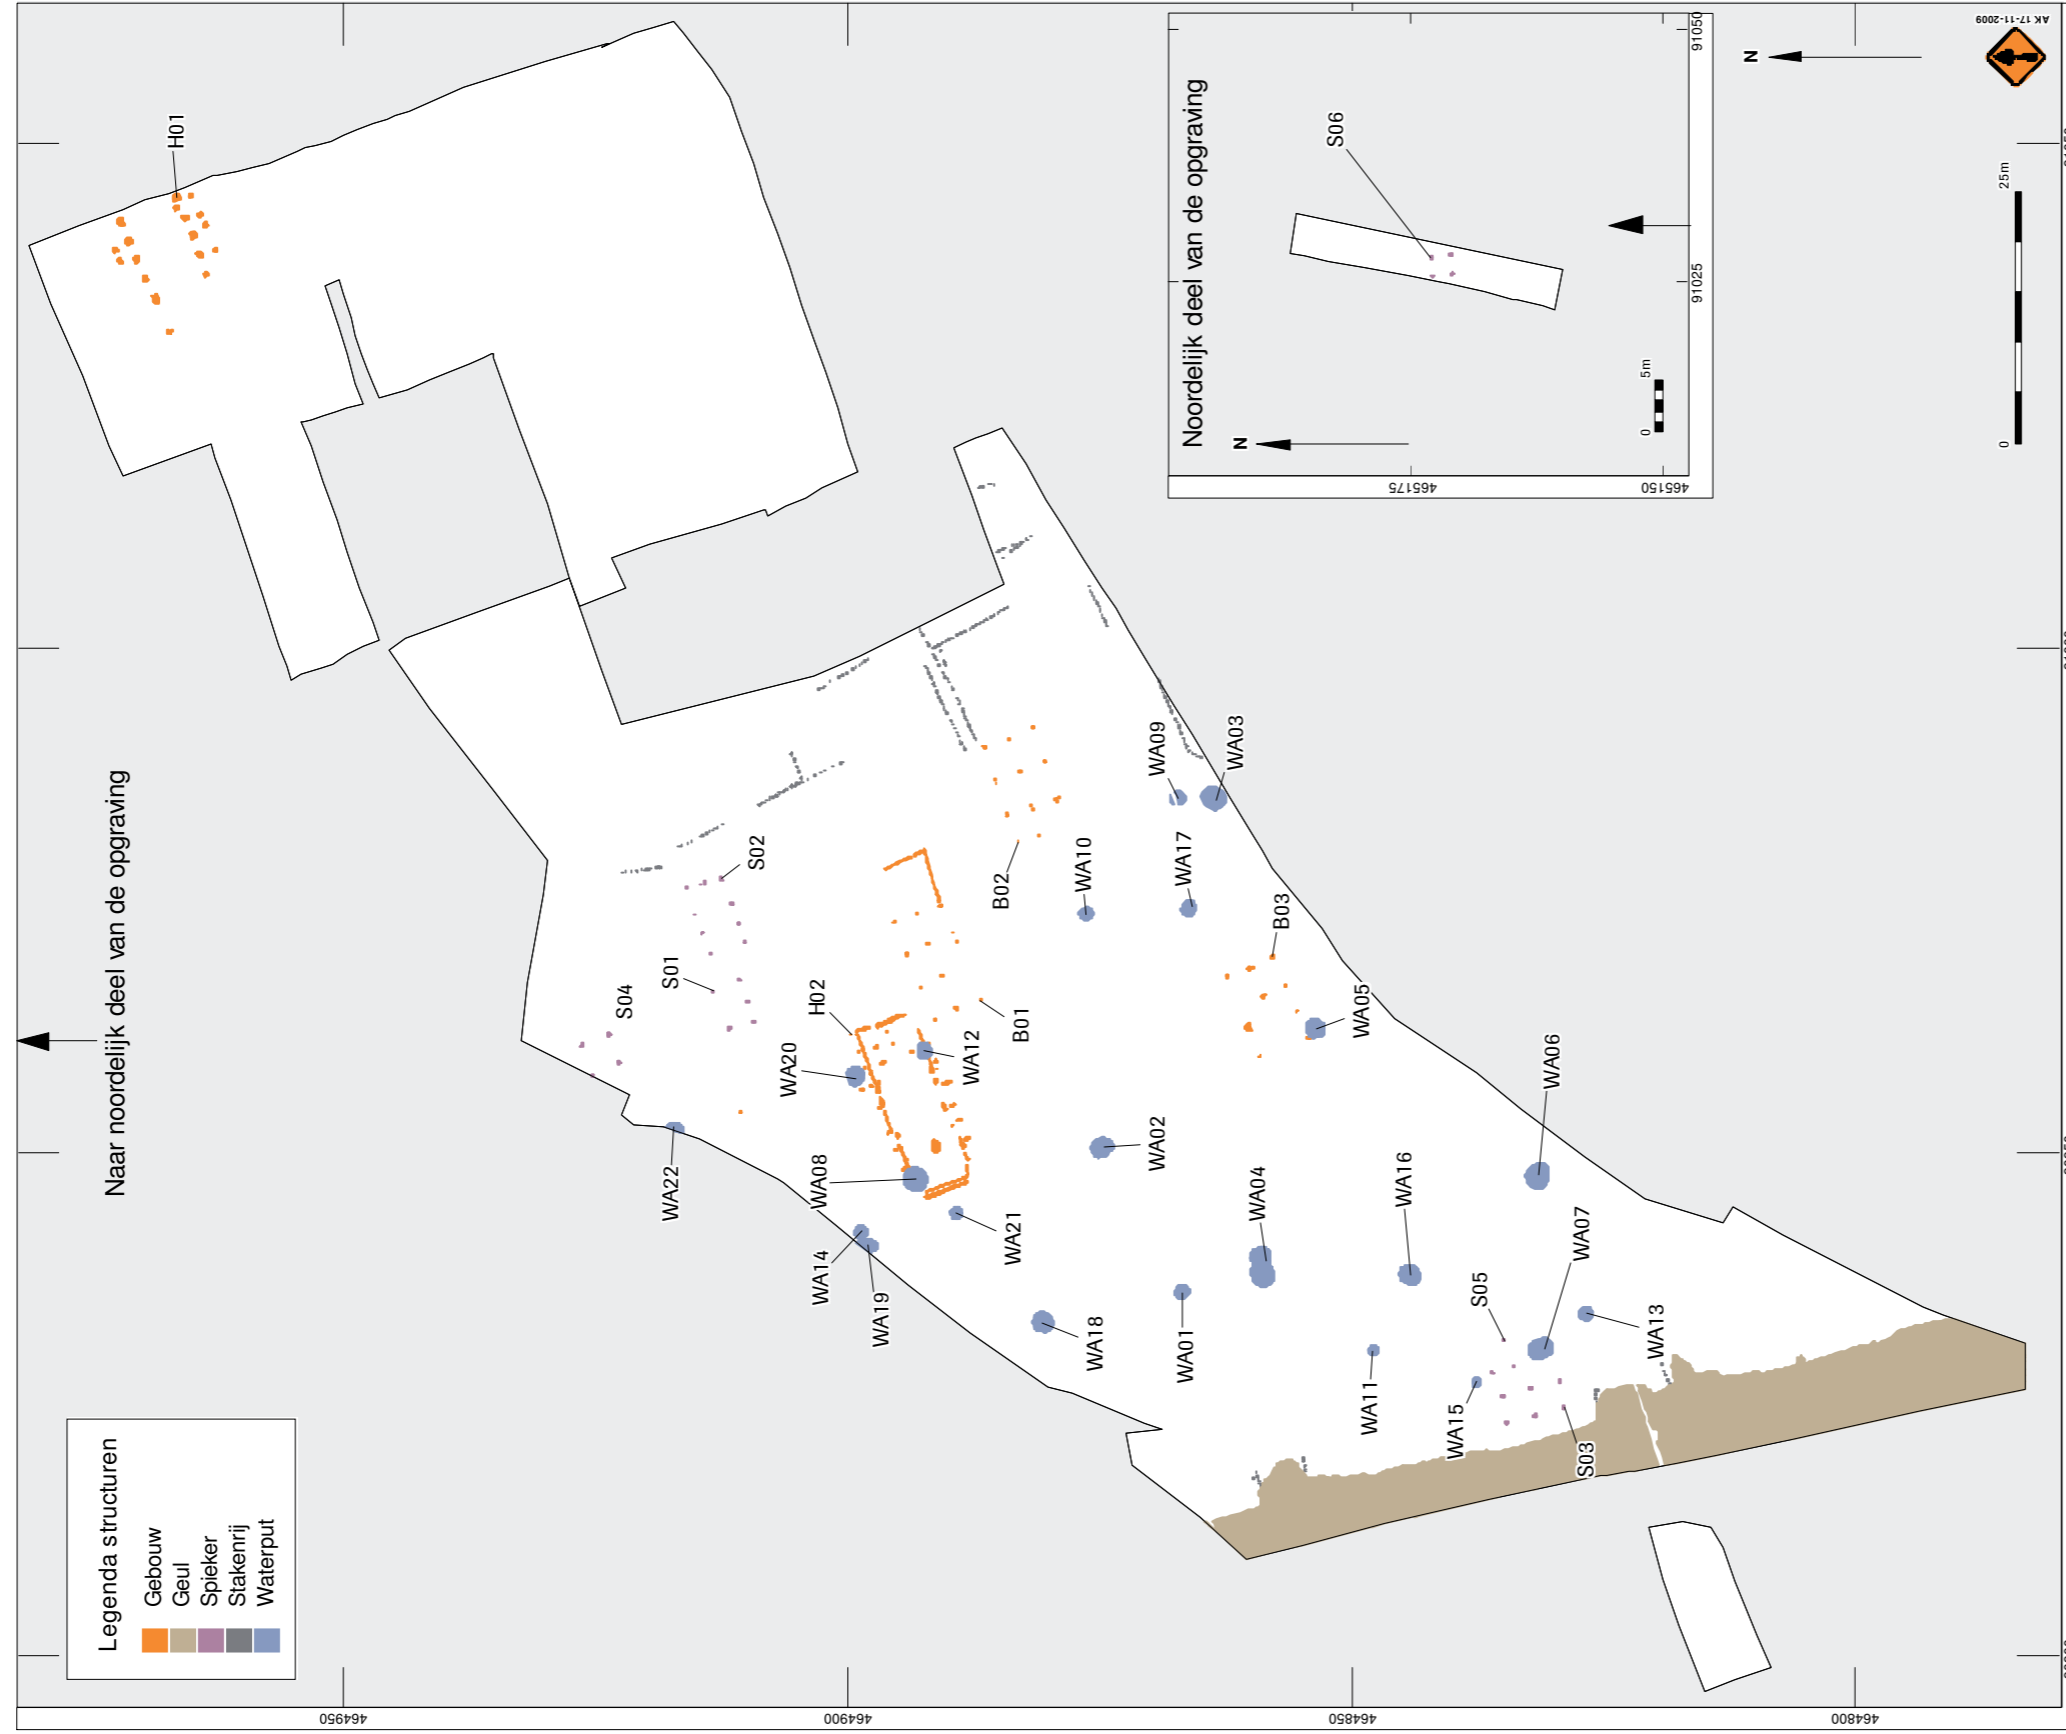 Naar noordelijk deel van de opgraving
Legenda structuren
Gebouw
Geul
Spieker
Stakenrij
Waterput
H01
S02
S01
S04
H02
WA20
WA12
B01
B02
WA22
WA08
WA14
WA19
WA21
WA18
WA02
WA10
WA09
WA03
WA17
B03
WA05
WA04
WA01
WA16
WA06
WA07
S05
WA13
WA11
WA15
S03
Noordelijk deel van de opgraving
S06
N
0 5m
91025
91050
465175
465150
N
0 25m
AK 17-11-2009
464950
464900
464850
464800